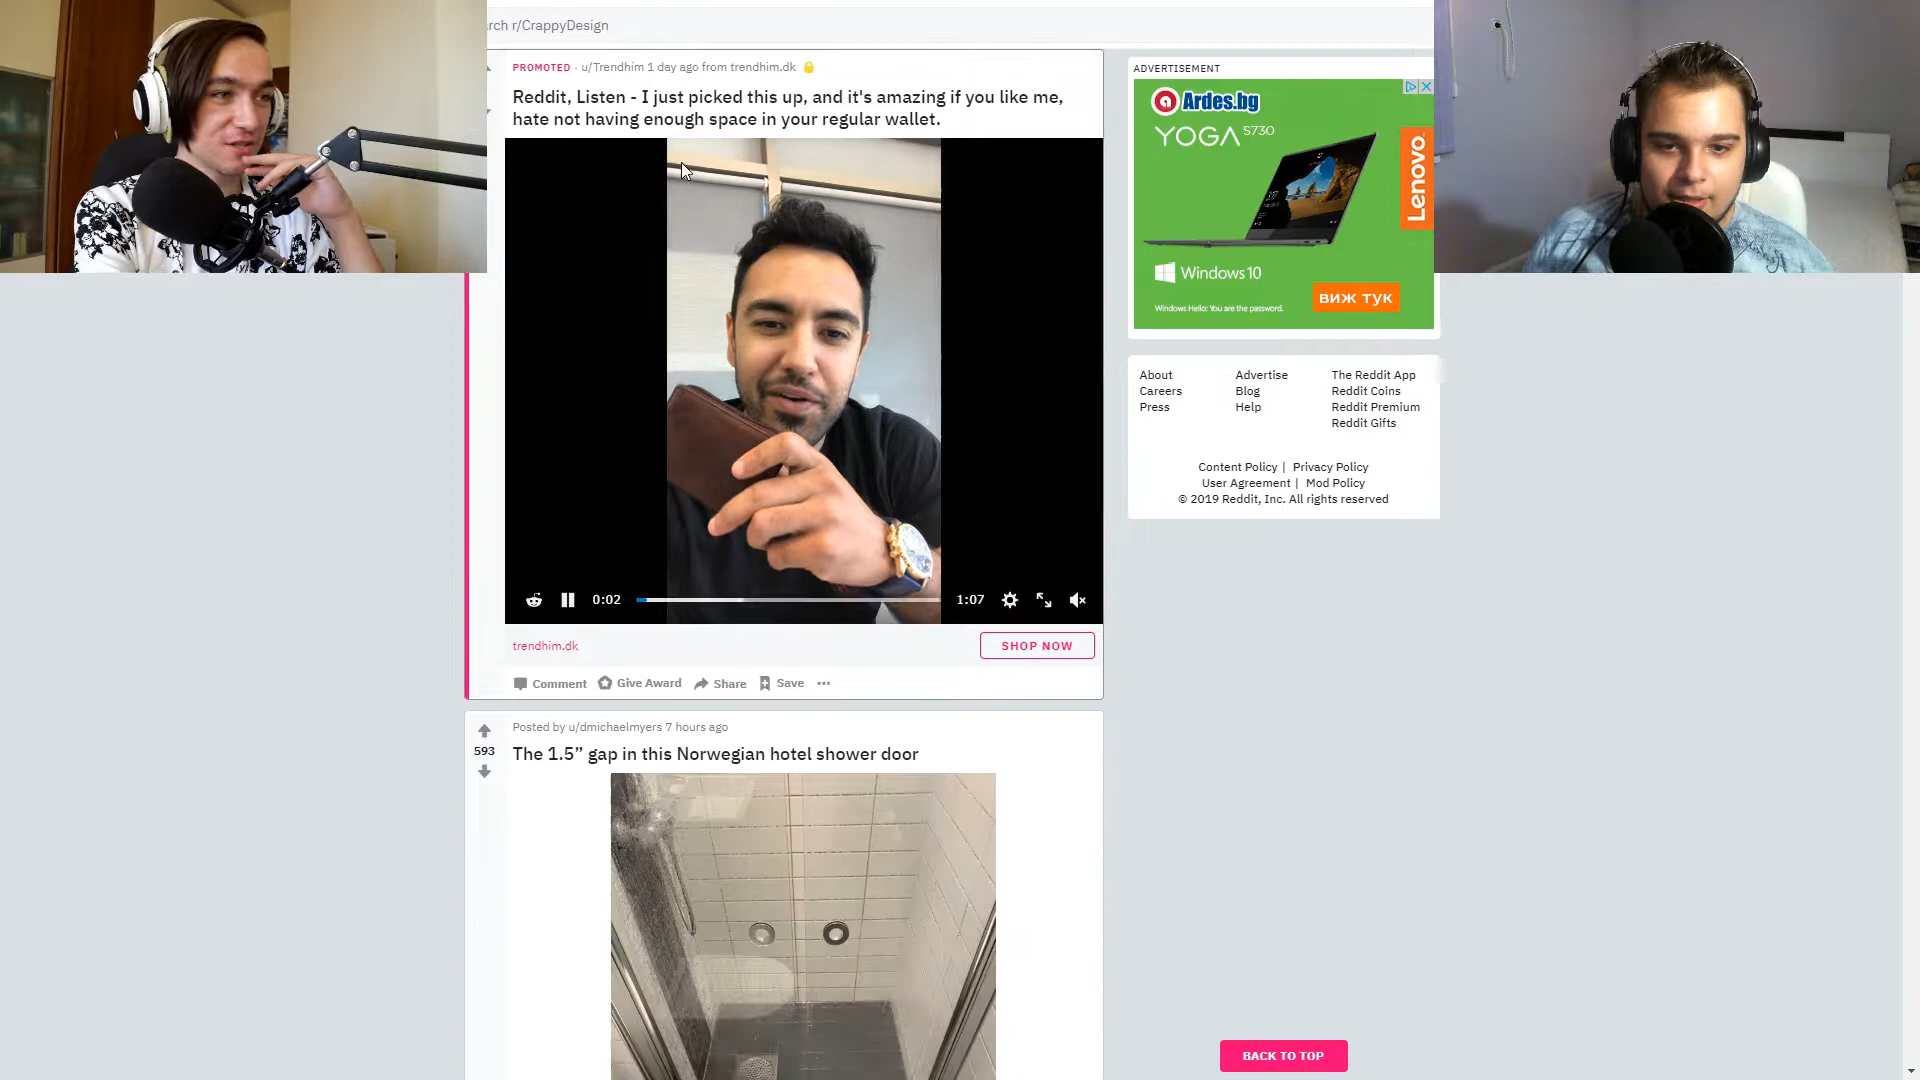 rch r/CrappyDesign
PROMOTED · u/Trendhim 1 day ago from trendhim.dk
Reddit, Listen - I just picked this up, and it's amazing if you like me,
hate not having enough space in your regular wallet.
0:02
1:07
trendhim.dk
SHOP NOW
Comment Give Award Share Save ···
Posted by u/dmichaelmyers 7 hours ago
593
The 1.5” gap in this Norwegian hotel shower door
ADVERTISEMENT
a Ardes.bg
YOGA S730
Lenovo
Windows 10
Windows Hello: You are the password.
ВИЖ ТУК
About Advertise The Reddit App
Careers Blog Reddit Coins
Press Help Reddit Premium
Reddit Gifts
Content Policy | Privacy Policy
User Agreement | Mod Policy
© 2019 Reddit, Inc. All rights reserved
BACK TO TOP